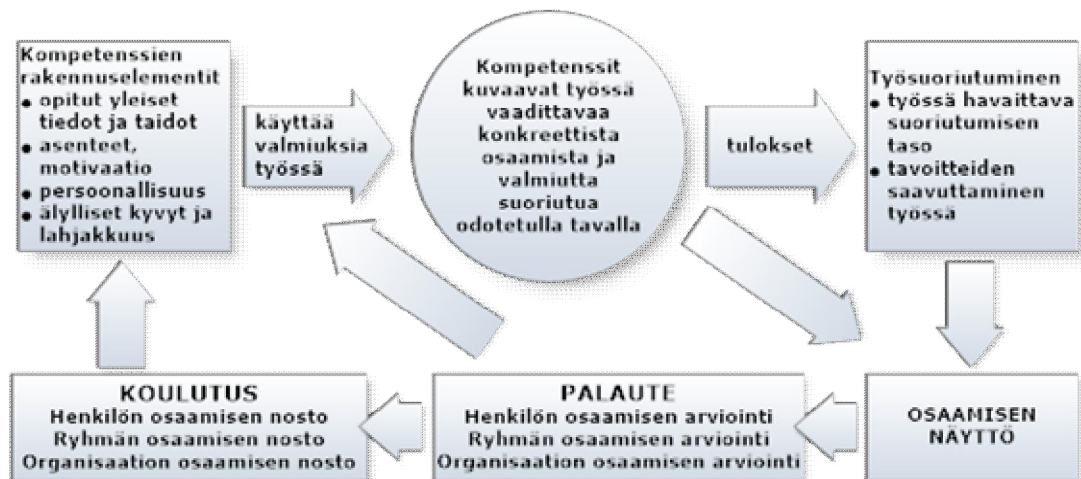 Kompetenssien
rakennuselementit
• opitut yleiset
tiedot ja taidot
• asenteet,
motivaatio
• persoonallisuus
• älylliset kyvyt ja
lahjakkuus
käyttää
valmiuksia
työssä
Kompetenssit
kuvaavat työssä
vaadittavaa
konkreettista
osaamista ja
valmiutta
suoriutua
odotetulla tavalla
tulokset
Työsuoriutuminen
• työssä havaittava
suoriutumisen
taso
• tavoitteiden
saavuttaminen
työssä
KOULUTUS
Henkilön osaamisen nosto
Ryhmän osaamisen nosto
Organisaation osaamisen nosto
PALAUTE
Henkilön osaamisen arviointi
Ryhmän osaamisen arviointi
Organisaation osaamisen arviointi
OSAAMISEN
NÄYTTÖ